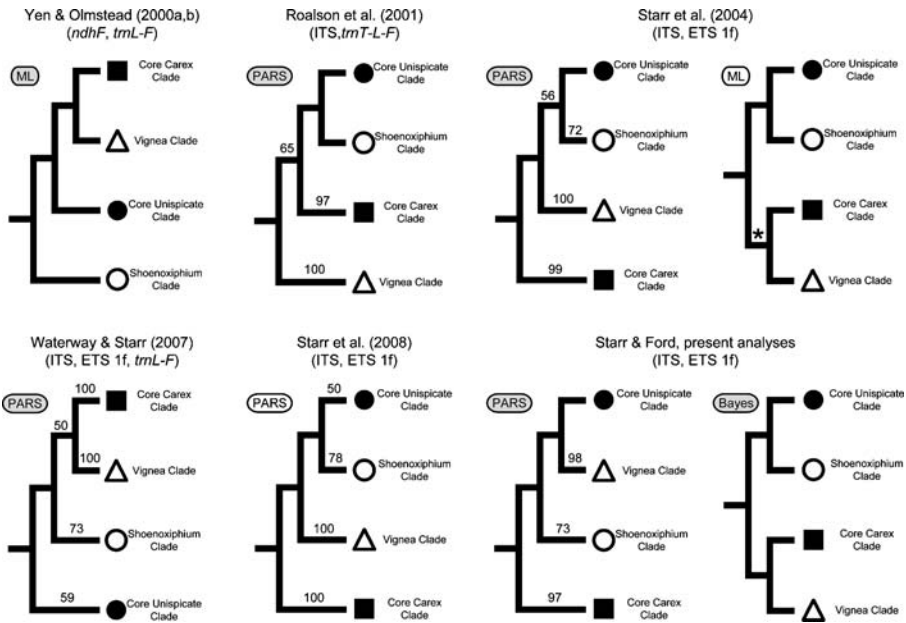 Yen & Olmstead (2000a,b)
(ndhF, trnL-F)
ML
Core Carex
Clade
Vignea Clade
Core Unispicate
Clade
Shoenoxiphium
Clade
Roalson et al. (2001)
(ITS,trnT-L-F)
PARS
Core Unispicate
Clade
Shoenoxiphium
Clade
65
97
Core Carex
Clade
100
Vignea Clade
Starr et al. (2004)
(ITS, ETS 1f)
PARS
Core Unispicate
Clade
56
72
Shoenoxiphium
Clade
100
Vignea Clade
99
Core Carex
Clade
ML
Core Unispicate
Clade
Shoenoxiphium
Clade
Core Carex
Clade
*
Vignea Clade
Waterway & Starr (2007)
(ITS, ETS 1f, trnL-F)
PARS
100
Core Carex
Clade
50
100
Vignea Clade
73
Shoenoxiphium
Clade
59
Core Unispicate
Clade
Starr et al. (2008)
(ITS, ETS 1f)
PARS
50
Core Unispicate
Clade
78
Shoenoxiphium
Clade
100
Vignea Clade
100
Core Carex
Clade
Starr & Ford, present analyses
(ITS, ETS 1f)
PARS
Core Unispicate
Clade
98
Vignea Clade
73
Shoenoxiphium
Clade
97
Core Carex
Clade
Bayes
Core Unispicate
Clade
Shoenoxiphium
Clade
Core Carex
Clade
Vignea Clade